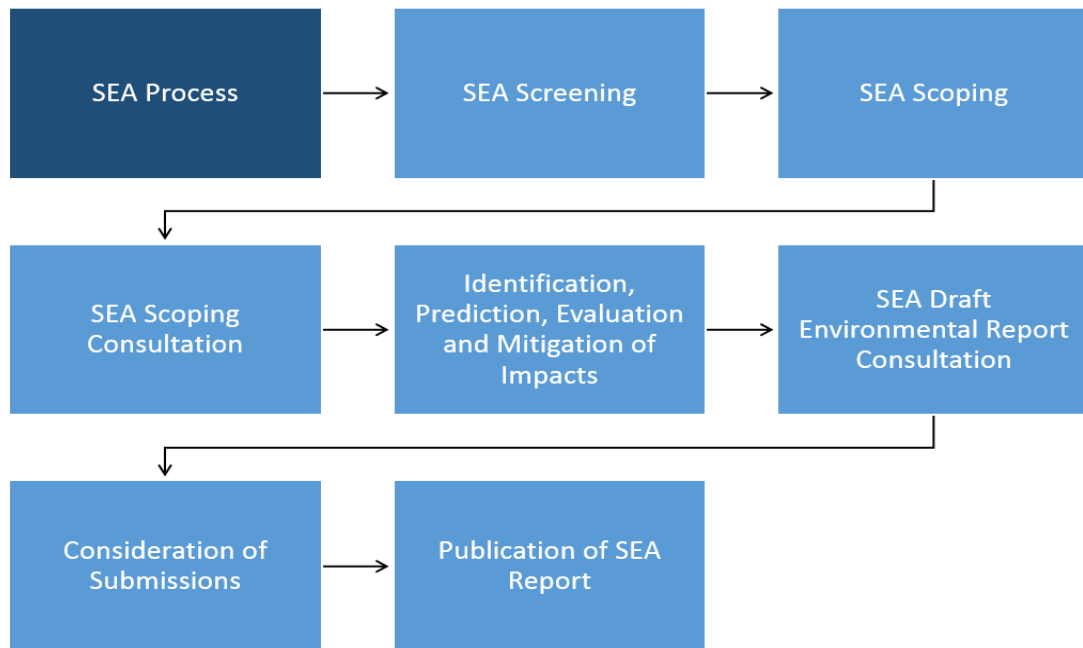 SEA Process
SEA Screening
SEA Scoping
SEA Scoping
Consultation
Identification,
Prediction, Evaluation
and Mitigation of
Impacts
SEA Draft
Environmental Report
Consultation
Consideration of
Submissions
Publication of SEA
Report